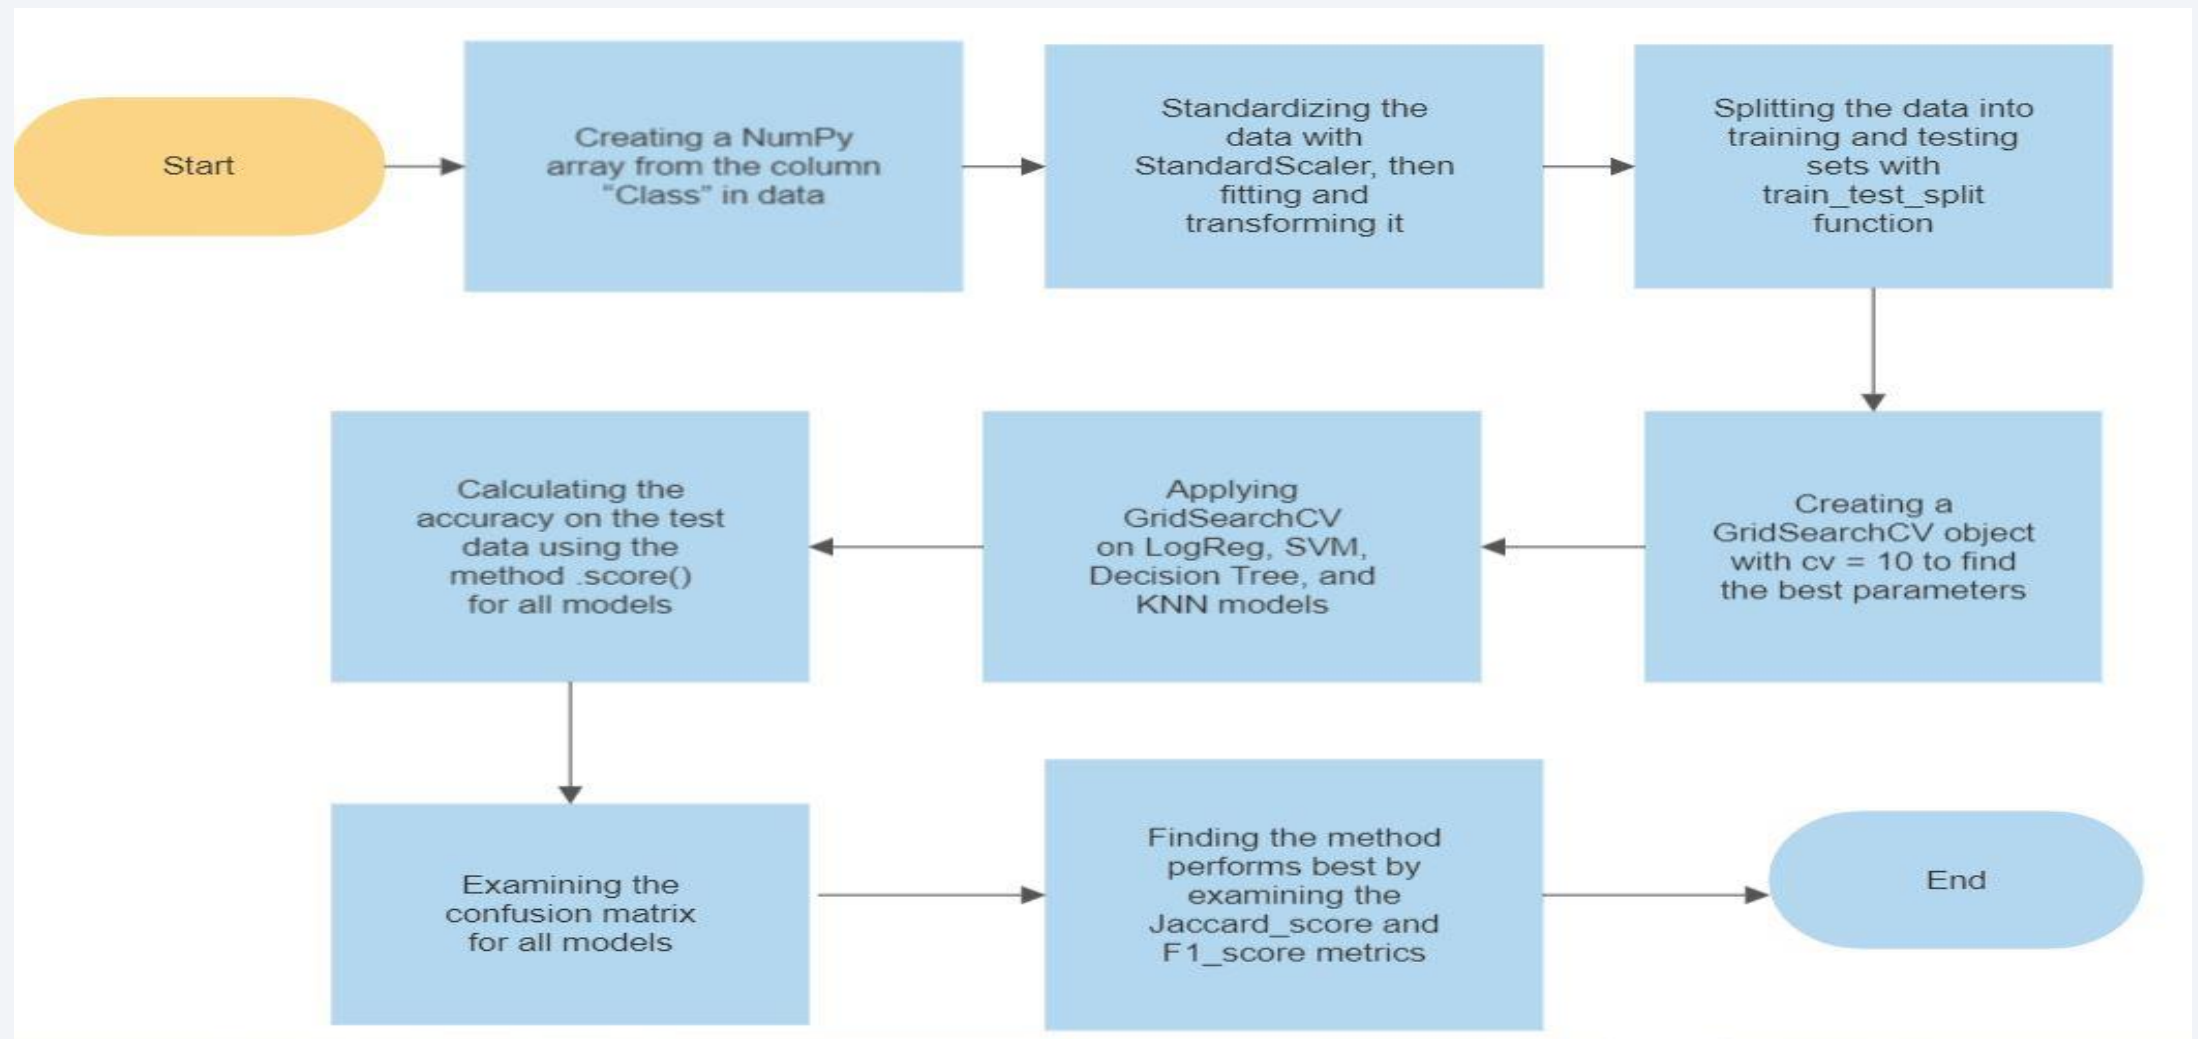 Start
Creating a NumPy
array from the column
“Class” in data
Standardizing the
data with
StandardScaler, then
fitting and
transforming it
Splitting the data into
training and testing
sets with
train_test_split
function
Creating a
GridSearchCV object
with cv = 10 to find
the best parameters
Applying
GridSearchCV
on LogReg, SVM,
Decision Tree, and
KNN models
Calculating the
accuracy on the test
data using the
method .score()
for all models
Examining the
confusion matrix
for all models
Finding the method
performs best by
examining the
Jaccard_score and
F1_score metrics
End